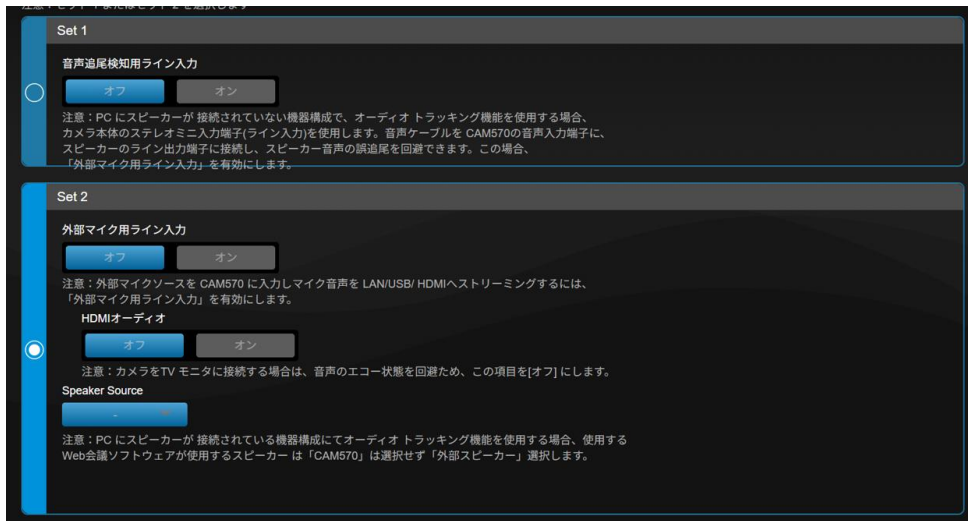 注意：セット 1 またはセット 2 を選択します
Set 1
音声追尾検知用ライン入力
オフ オン
注意：PC にスピーカーが 接続されていない機器構成で、オーディオ トラッキング機能を使用する場合、
カメラ本体のステレオミニ入力端子(ライン入力)を使用します。音声ケーブルを CAM570の音声入力端子に、
スピーカーのライン出力端子に接続し、スピーカー音声の誤追尾を回避できます。この場合、
「外部マイク用ライン入力」を有効にします。
Set 2
外部マイク用ライン入力
オフ オン
注意：外部マイクソースを CAM570 に入力しマイク音声を LAN/USB/ HDMIへストリーミングするには、
「外部マイク用ライン入力」を有効にします。
HDMIオーディオ
オフ オン
注意：カメラをTV モニタに接続する場合は、音声のエコー状態を回避ため、この項目を[オフ] にします。
Speaker Source
-
注意：PC にスピーカーが 接続されている機器構成にてオーディオ トラッキング機能を使用する場合、使用する
Web会議ソフトウェアが使用するスピーカー は「CAM570」は選択せず「外部スピーカー」選択します。